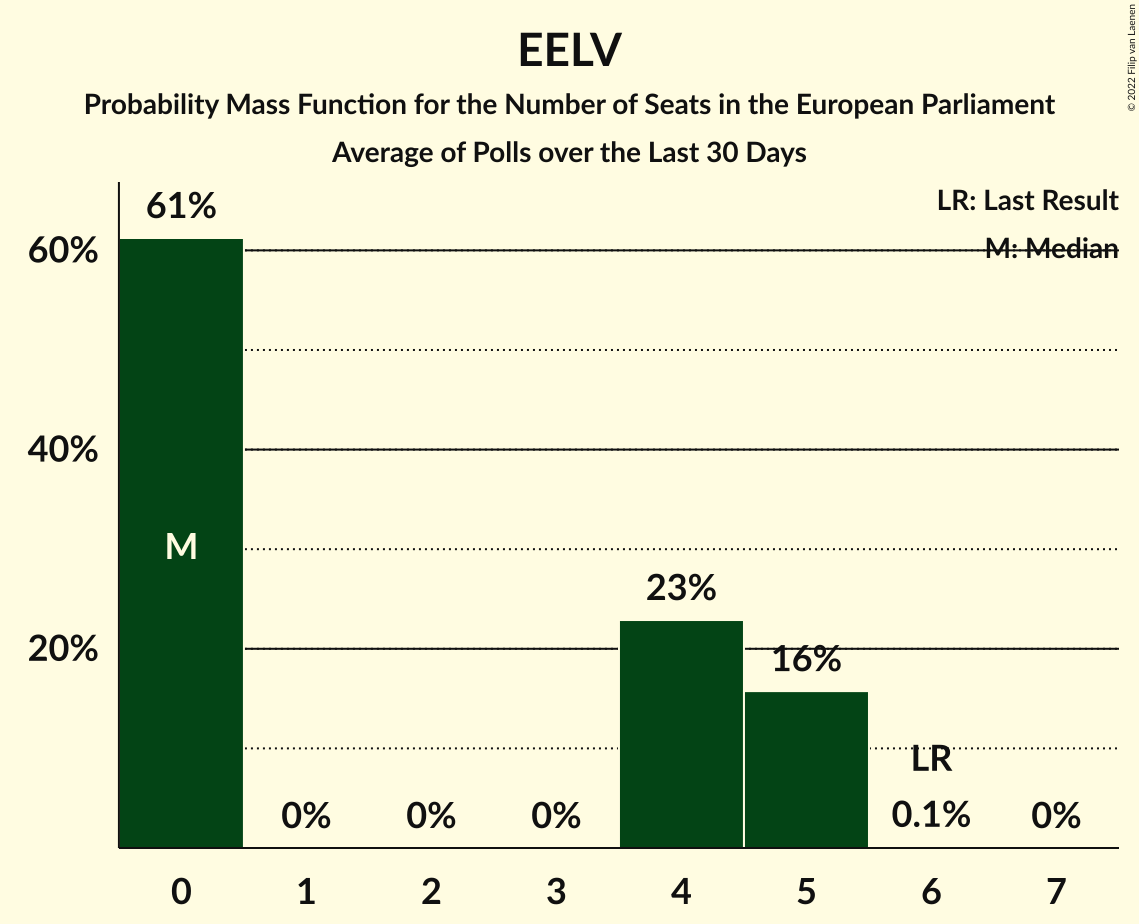 EELV
Probability Mass Function for the Number of Seats in the European Parliament
Average of Polls over the Last 30 Days
© 2022 Filip van Laenen
LR: Last Result
M: Median
61%
60%
40%
20%
M
0%
0%
0%
23%
16%
LR
0.1%
0%
0 1 2 3 4 5 6 7